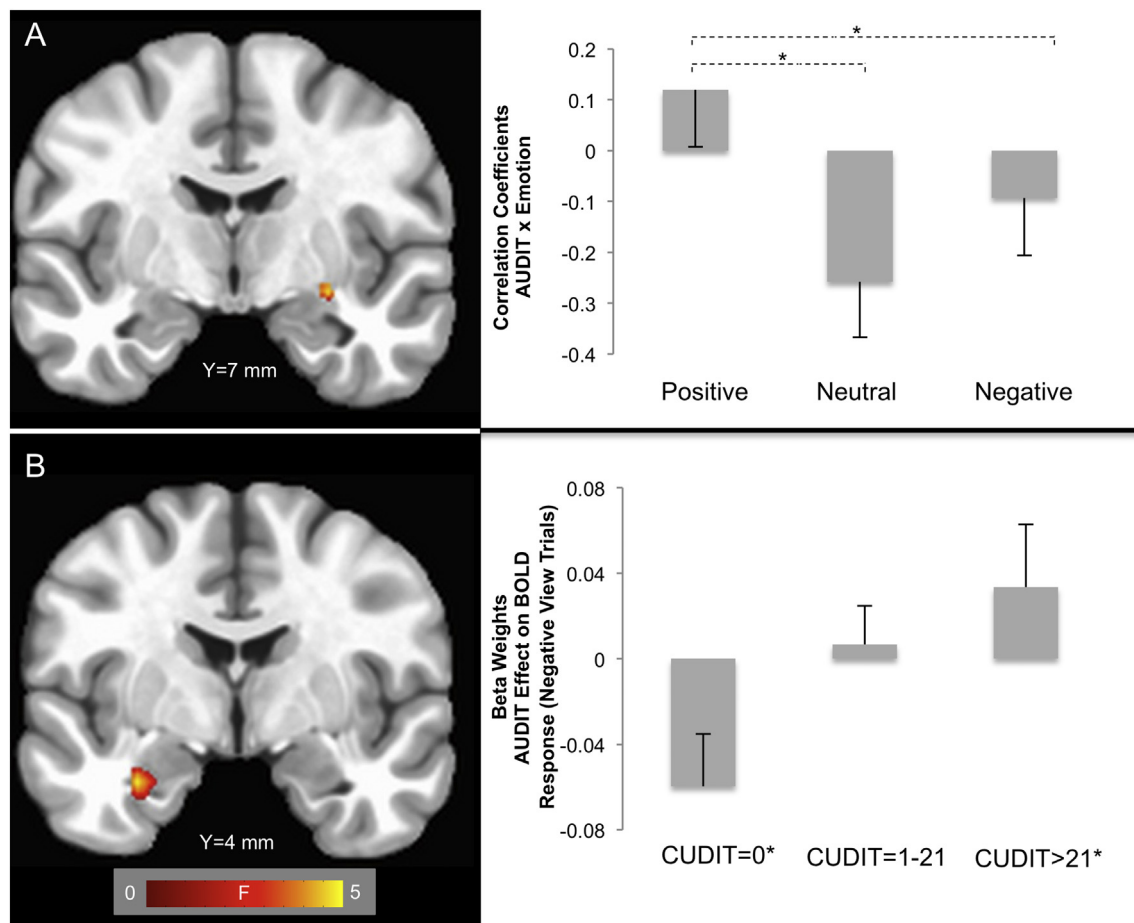 A
Y=7 mm
Correlation Coefficients
AUDIT x Emotion
0.2
0.1
0
-0.1
-0.2
-0.3
-0.4
*
*
Positive Neutral Negative
B
Y=4 mm
0 F 5
Beta Weights
AUDIT Effect on BOLD
Response (Negative View Trials)
0.08
0.04
0
-0.04
-0.08
CUDIT=0* CUDIT=1-21 CUDIT>21*